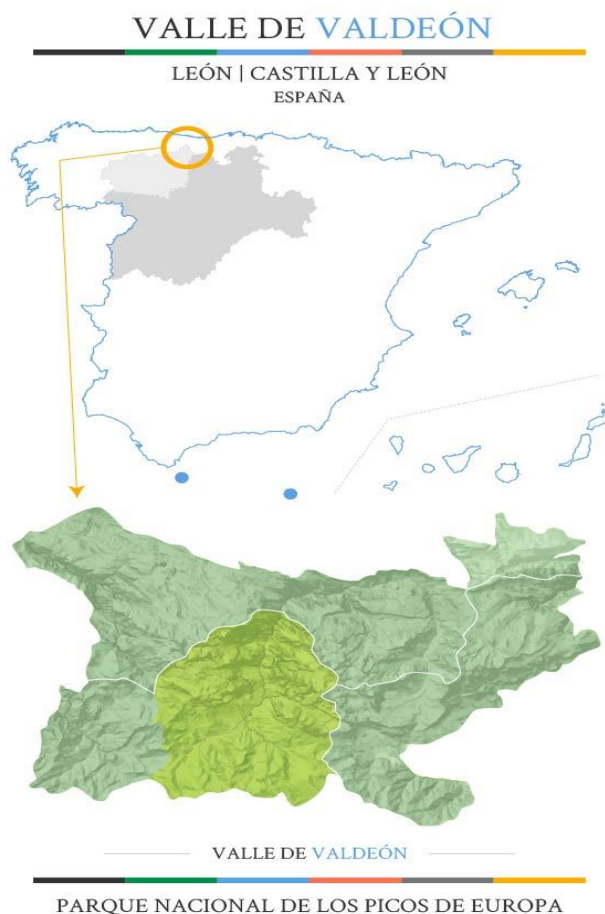 VALLE DE VALDEÓN
LEÓN | CASTILLA Y LEÓN
ESPAÑA
VALLE DE VALDEÓN
PARQUE NACIONAL DE LOS PICOS DE EUROPA